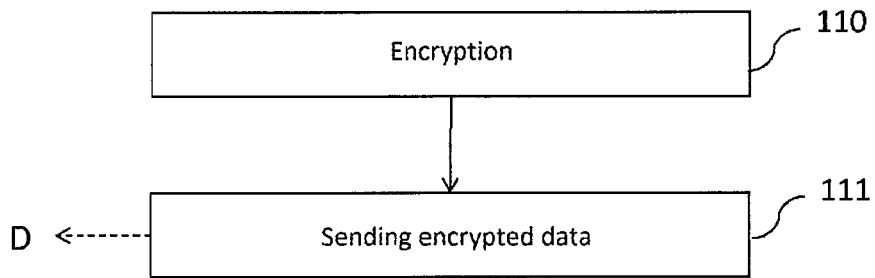 110
Encryption
111
D
Sending encrypted data